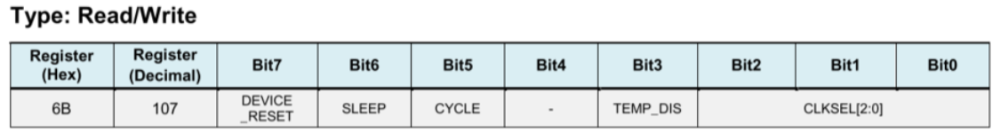 Type: Read/Write
Register (Hex) Register (Decimal) Bit7 Bit6 Bit5 Bit4 Bit3 Bit2 Bit1 Bit0
6B 107 DEVICE _RESET SLEEP CYCLE - TEMP_DIS CLKSEL[2:0]